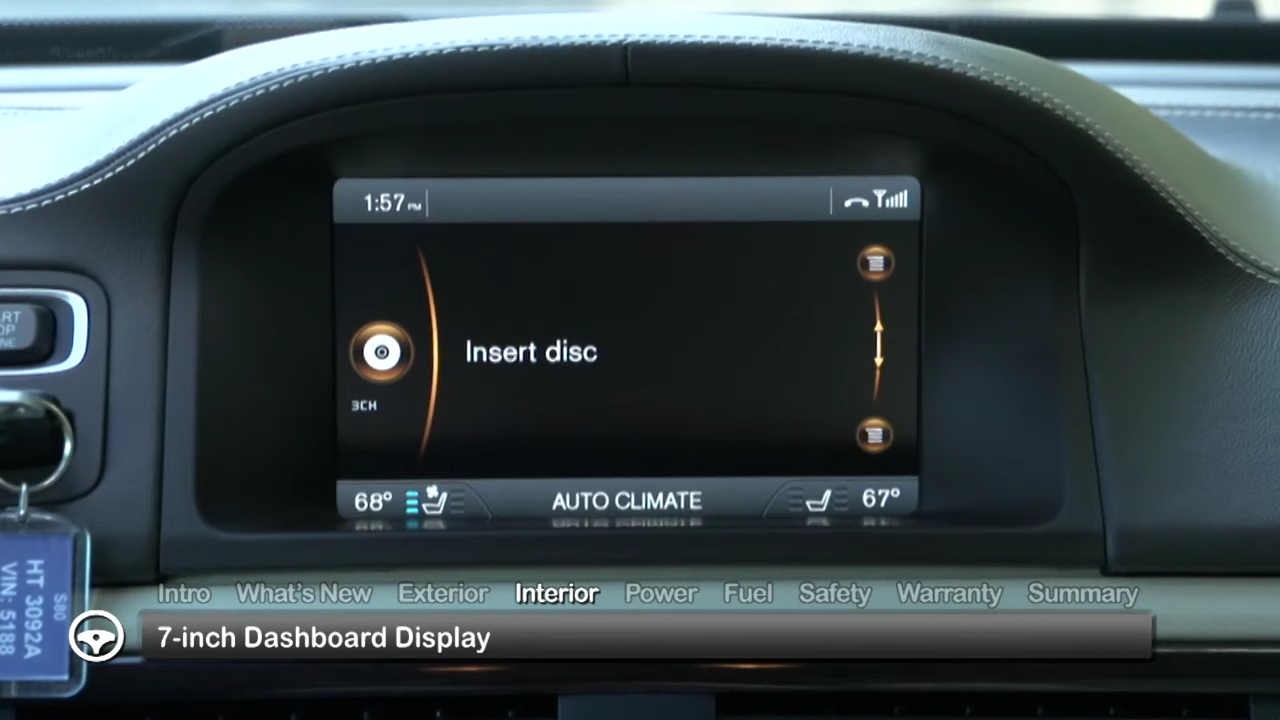 1:57 PM
Insert disc
3CH
68° AUTO CLIMATE 67°
Intro What's New Exterior Interior Power Fuel Safety Warranty Summary
7-inch Dashboard Display
S80
HT 3092A
VIN: 5188